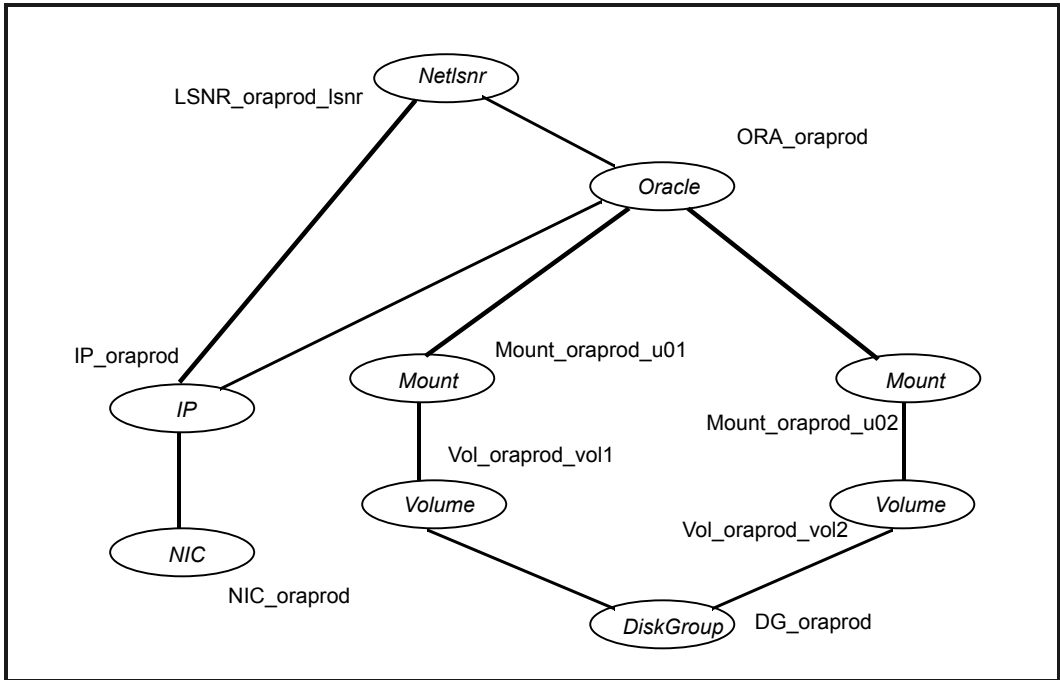 Netlsnr
LSNR_oraprod_lsnr
ORA_oraprod
Oracle
IP_oraprod
Mount_oraprod_u01
IP
Mount
Mount
Mount_oraprod_u02
Vol_oraprod_vol1
Volume
Volume
Vol_oraprod_vol2
NIC
NIC_oraprod
DiskGroup
DG_oraprod